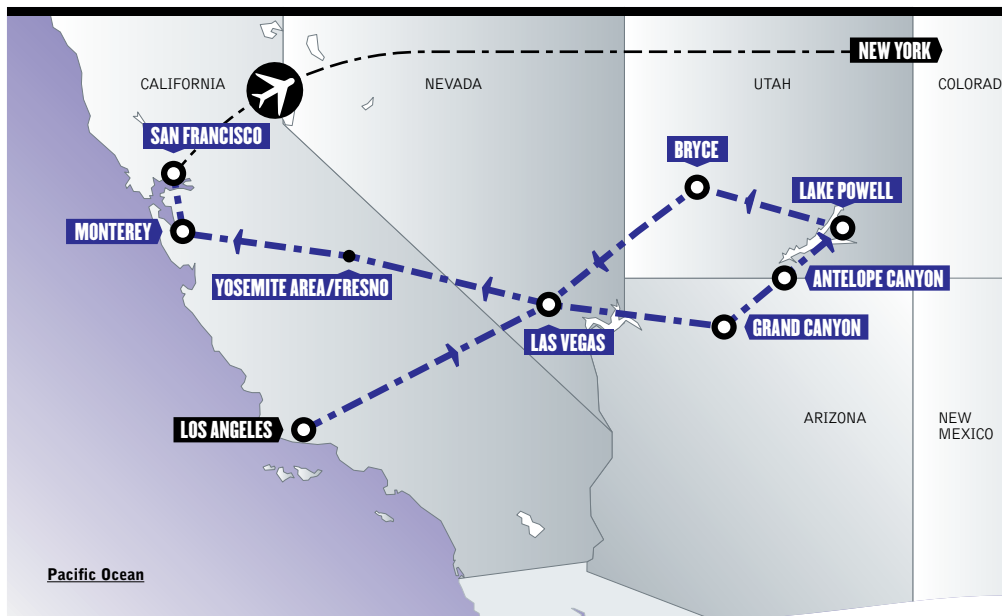 NEW YORK
CALIFORNIA
NEVADA
UTAH
COLORAD
SAN FRANCISCO
BRYCE
LAKE POWELL
MONTEREY
YOSEMITE AREA/FRESNO
ANTELOPE CANYON
LAS VEGAS
GRAND CANYON
LOS ANGELES
ARIZONA
NEW
MEXICO
Pacific Ocean